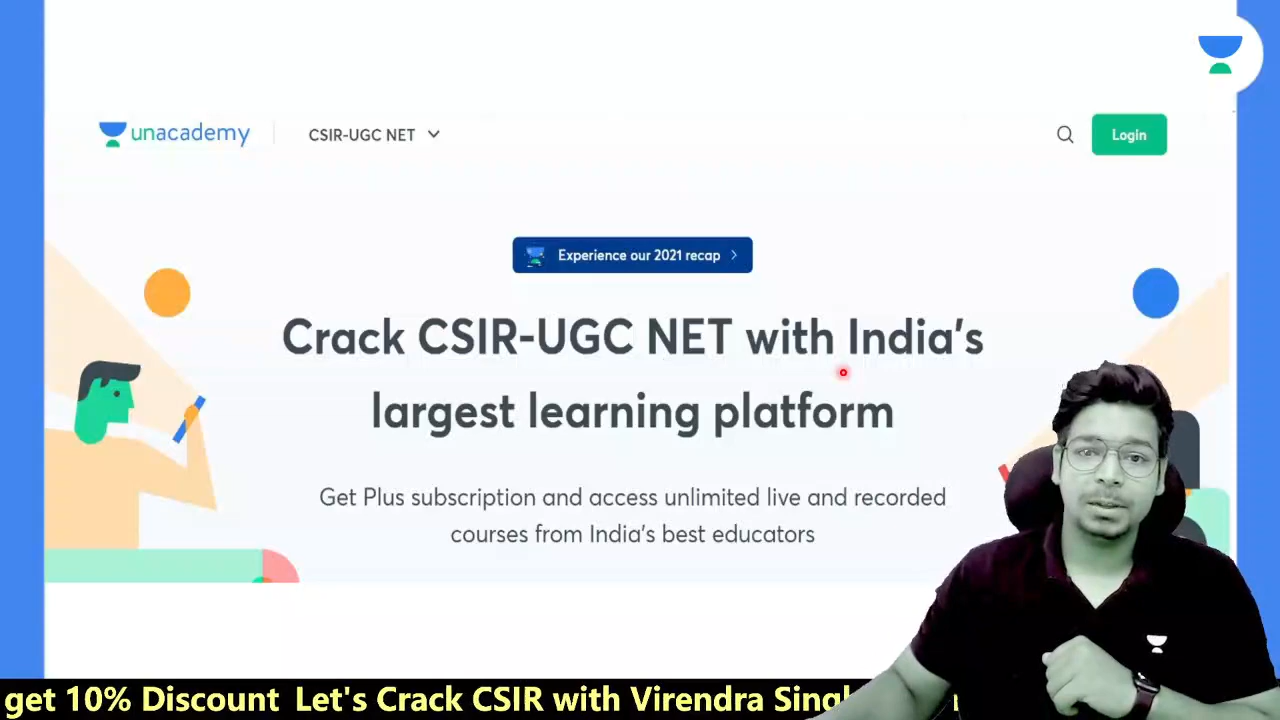 unacademy
CSIR-UGC NET
Login
Experience our 2021 recap
Crack CSIR-UGC NET with India's
largest learning platform
Get Plus subscription and access unlimited live and recorded
courses from India's best educators
get 10% Discount Let's Crack CSIR with Virendra